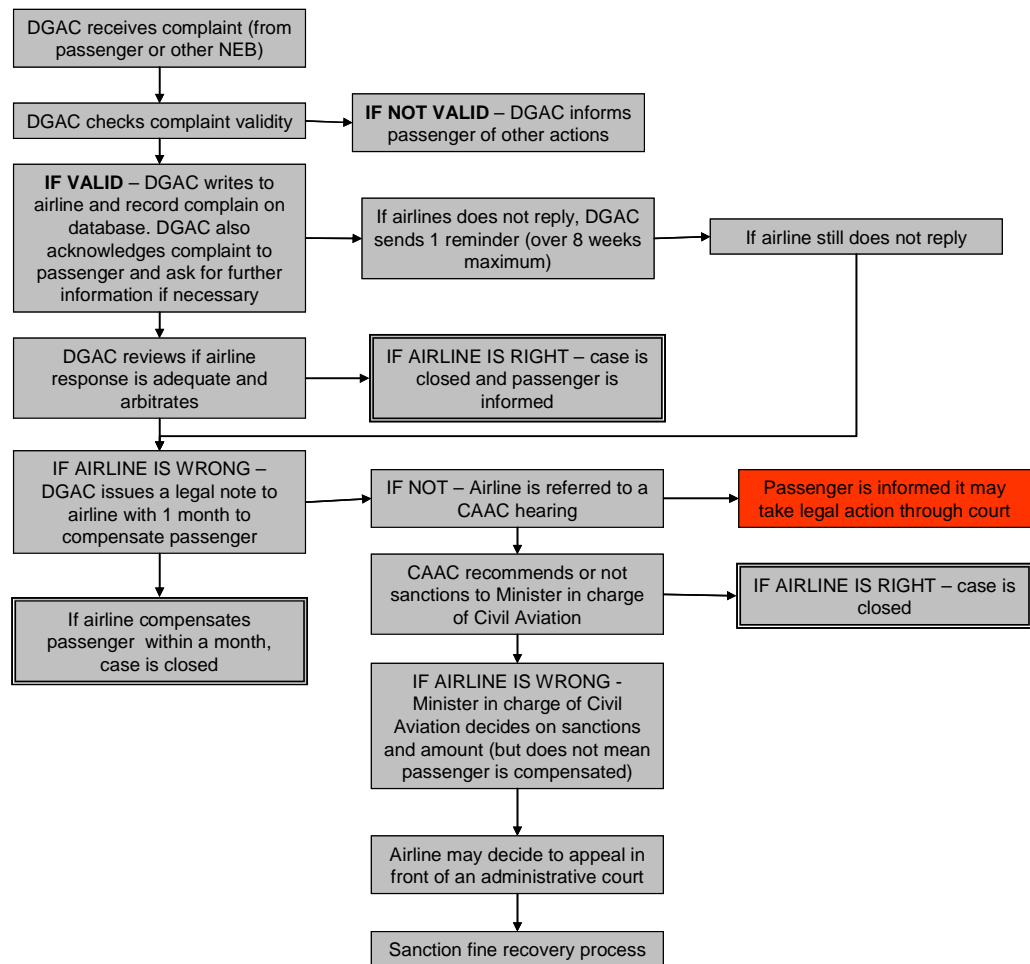 DGAC receives complaint (from
passenger or other NEB)
DGAC checks complaint validity
IF NOT VALID – DGAC informs
passenger of other actions
IF VALID – DGAC writes to
airline and record complain on
database. DGAC also
acknowledges complaint to
passenger and ask for further
information if necessary
If airlines does not reply, DGAC
sends 1 reminder (over 8 weeks
maximum)
If airline still does not reply
DGAC reviews if airline
response is adequate and
arbitrates
IF AIRLINE IS RIGHT – case is
closed and passenger is
informed
IF AIRLINE IS WRONG –
DGAC issues a legal note to
airline with 1 month to
compensate passenger
IF NOT – Airline is referred to a
CAAC hearing
Passenger is informed it may
take legal action through court
If airline compensates
passenger  within a month,
case is closed
CAAC recommends or not
sanctions to Minister in charge
of Civil Aviation
IF AIRLINE IS RIGHT – case is
closed
IF AIRLINE IS WRONG -
Minister in charge of Civil
Aviation decides on sanctions
and amount (but does not mean
passenger is compensated)
Airline may decide to appeal in
front of an administrative court
Sanction fine recovery process